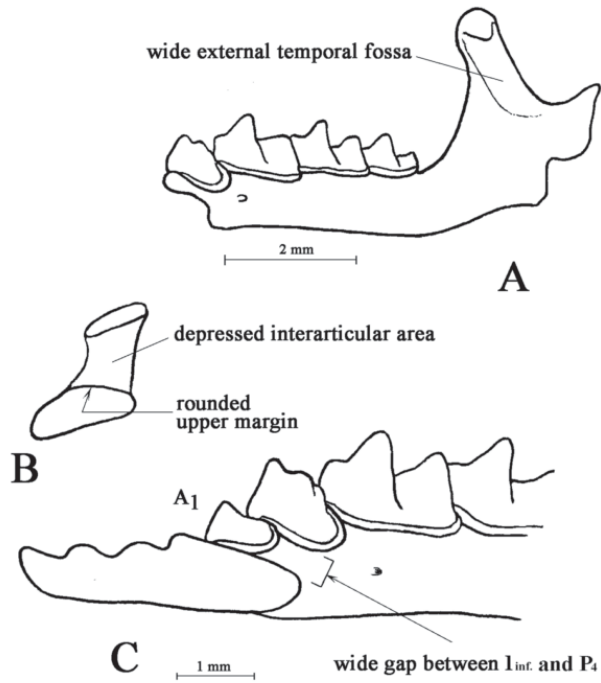 wide external temporal fossa
2 mm
A
depressed interarticular area
rounded
upper margin
B
A1
C
1 mm
wide gap between 1inf. and P4